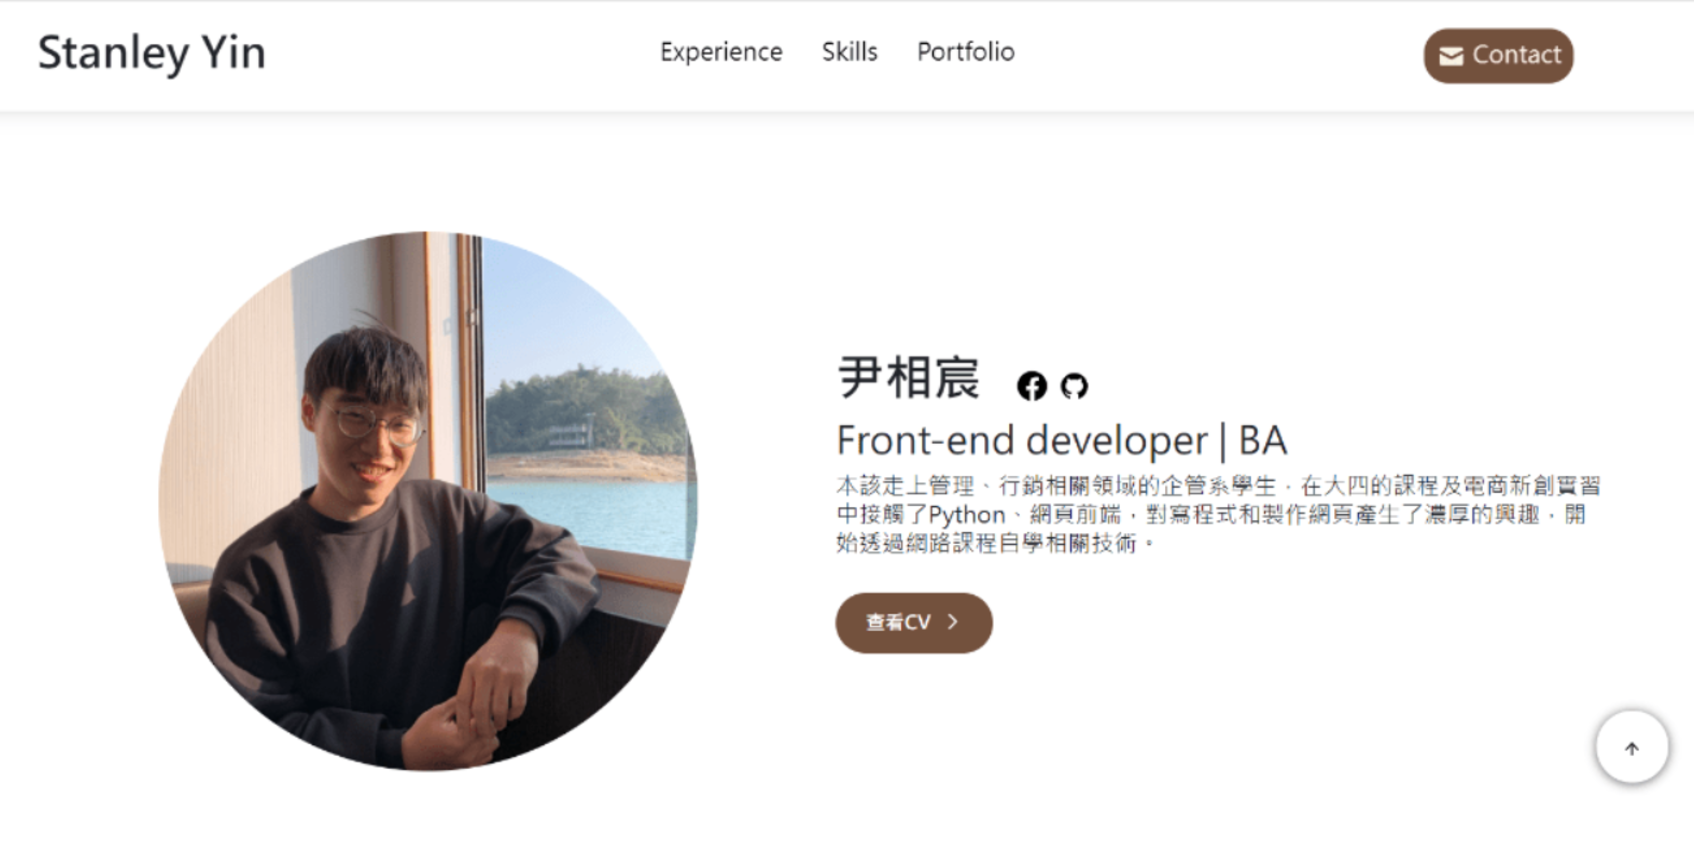 Stanley Yin
Experience Skills Portfolio
Contact
尹相宸
Front-end developer | BA
本該走上管理、行銷相關領域的企管系學生，在大四的課程及電商新創實習
中接觸了Python、網頁前端，對寫程式和製作網頁產生了濃厚的興趣，開
始透過網路課程自學相關技術。
查看CV